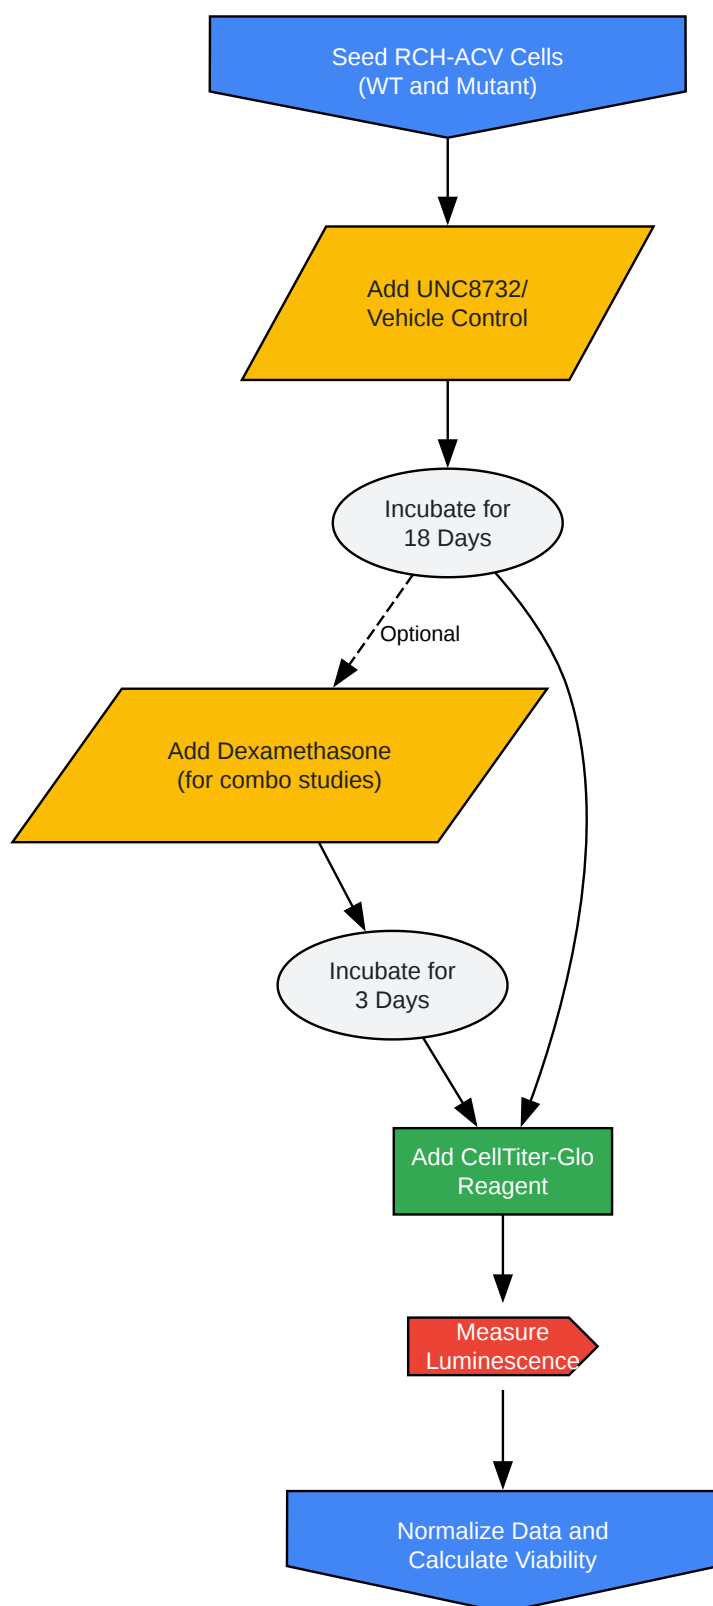 Seed RCH-ACV Cells
(WT and Mutant)
Add UNC8732/
Vehicle Control
Incubate for
18 Days
Optional
Add Dexamethasone
(for combo studies)
Incubate for
3 Days
Add CellTiter-Glo
Reagent
Measure
Luminescence
Normalize Data and
Calculate Viability